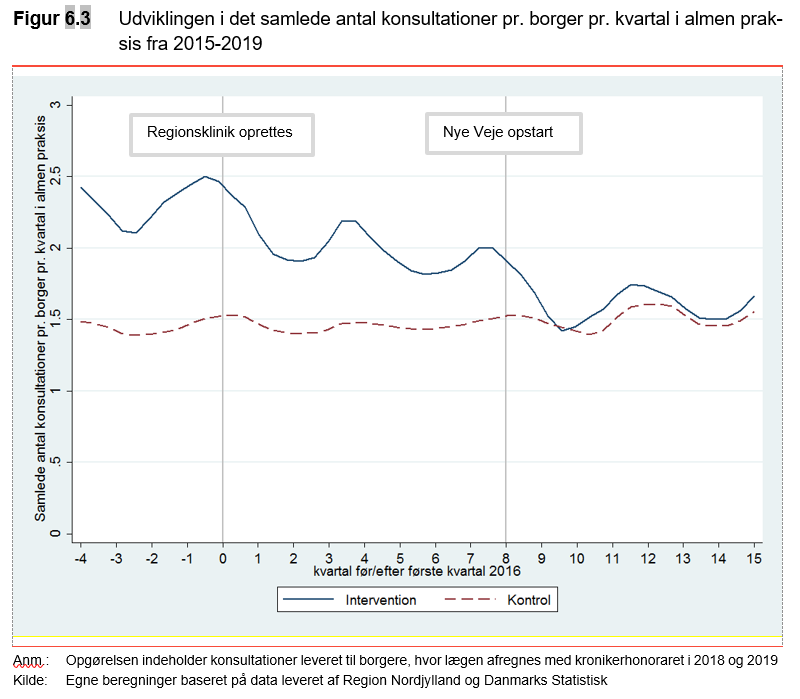 Figur 6.3 Udviklingen i det samlede antal konsultationer pr. borger pr. kvartal i almen prak-
sis fra 2015-2019
Samlede antal konsultationer pr. borger pr. kvartal i almen praksis
3
2.5
2
1.5
1
.5
0
Regionsklinik oprettes
Nye Veje opstart
-4 -3 -2 -1 0 1 2 3 4 5 6 7 8 9 10 11 12 13 14 15
kvartal før/efter første kvartal 2016
Intervention Kontrol
Anm.: Opgørelsen indeholder konsultationer leveret til borgere, hvor lægen afregnes med kronikerhonoraret i 2018 og 2019
Kilde: Egne beregninger baseret på data leveret af Region Nordjylland og Danmarks Statistisk